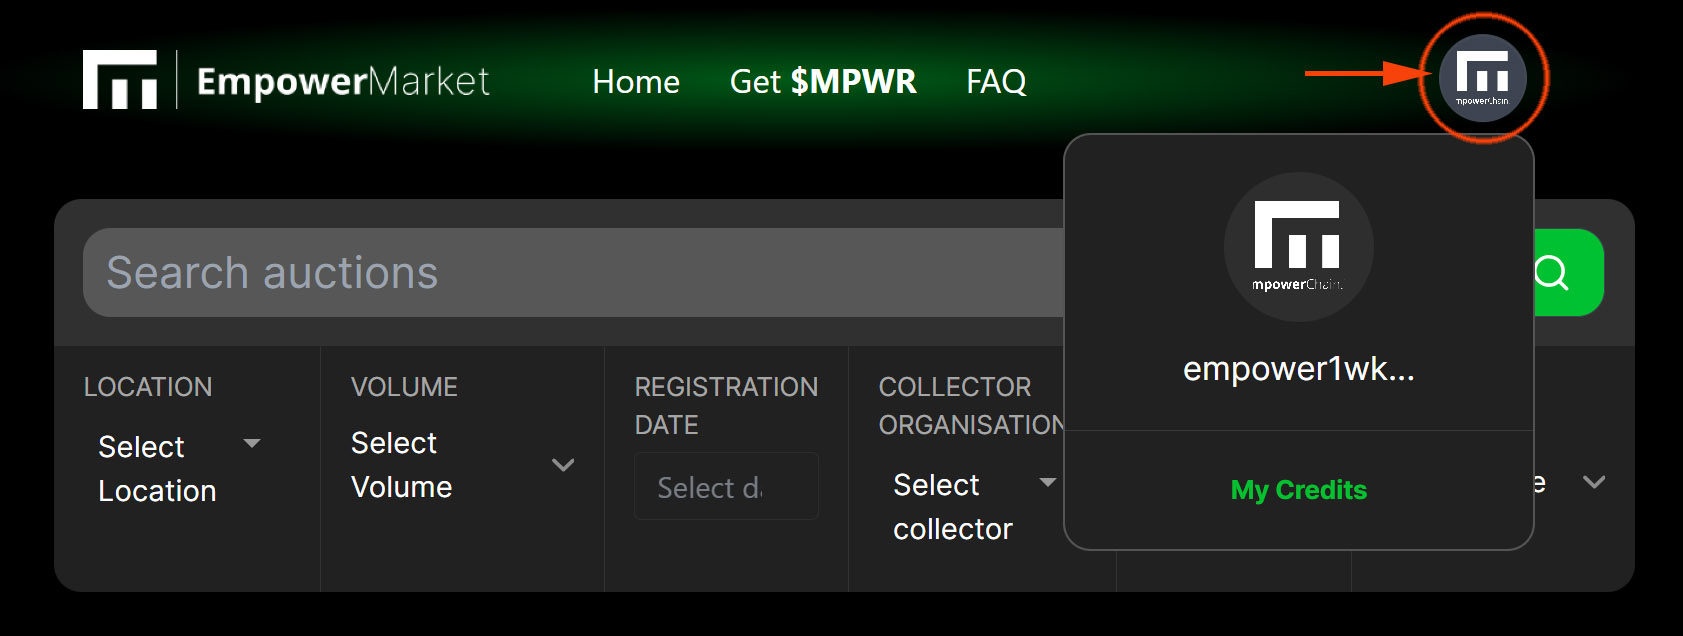 EmpowerMarket
Home
Get $MPWR
FAQ
mpowerChain
Search auctions
mpowerChain
empower1wk...
My Credits
LOCATION
Select
Location
VOLUME
Select
Volume
REGISTRATION
DATE
Select
COLLECTOR
ORGANISATION
Select
collector